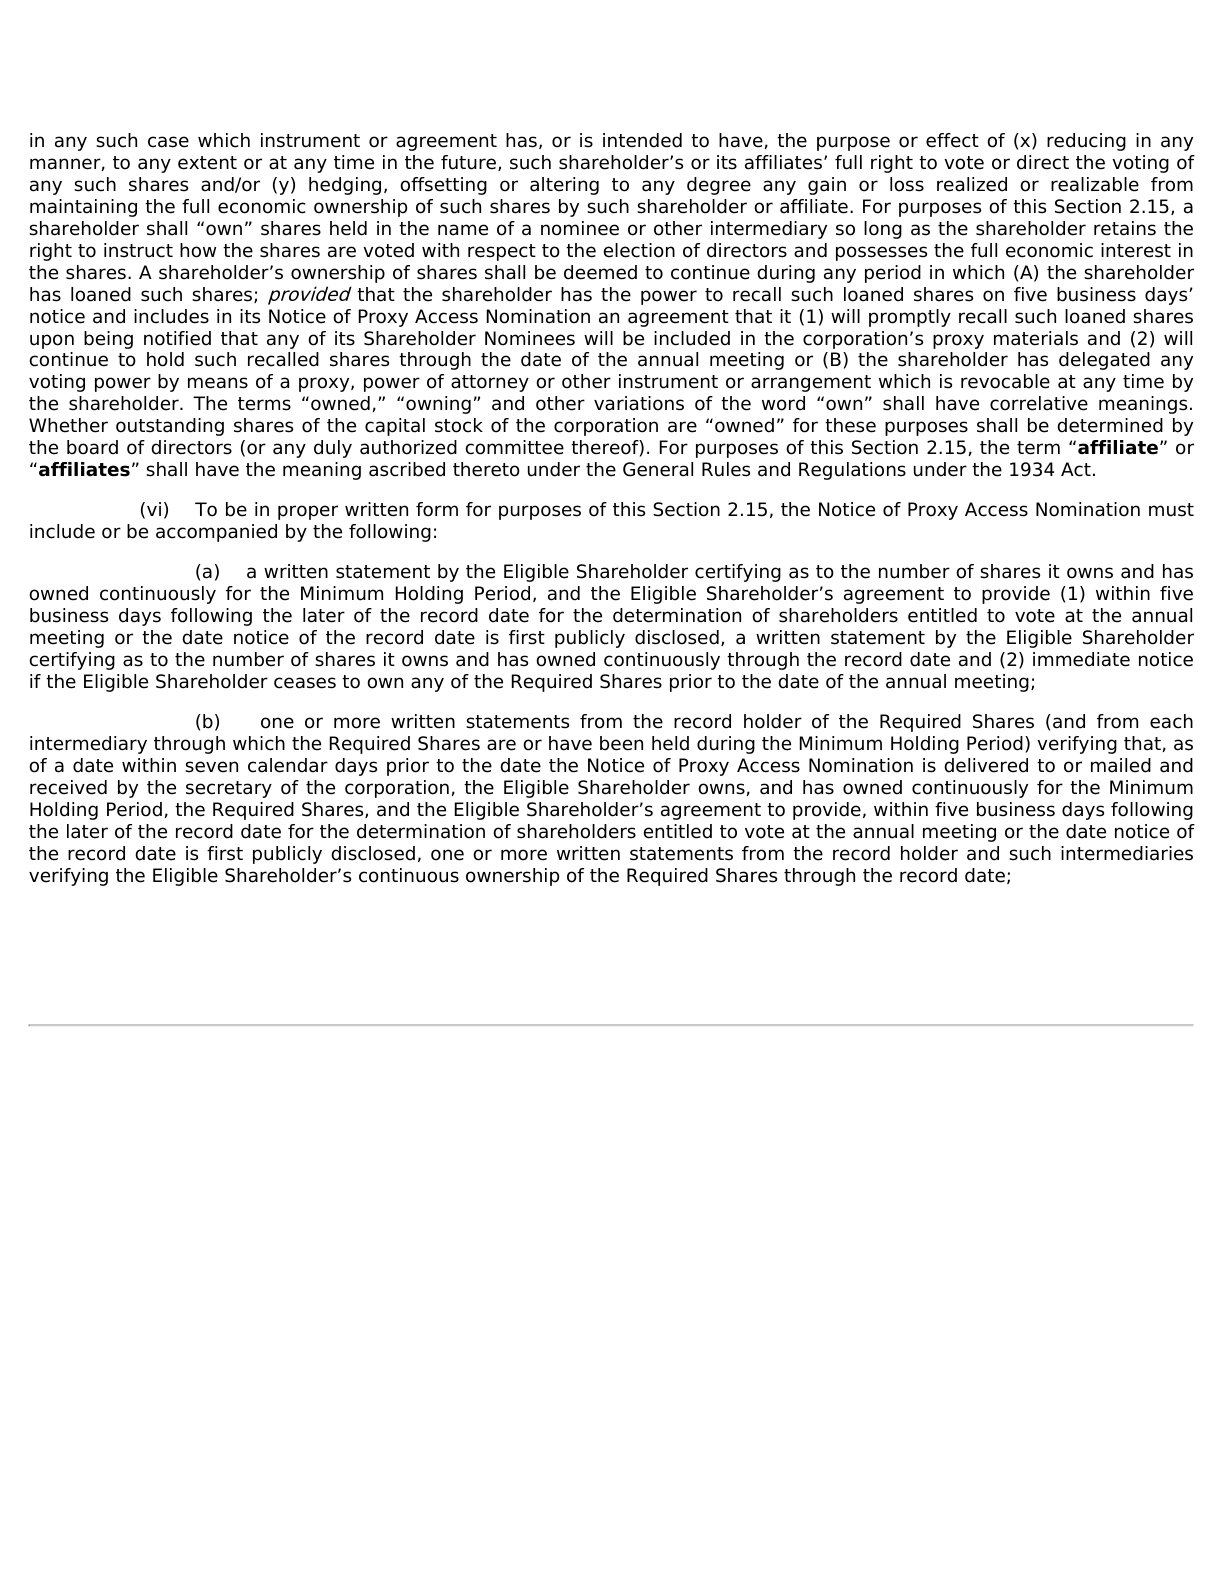 in any such case which instrument or agreement has, or is intended to have, the purpose or effect of (x) reducing in any
manner, to any extent or at any time in the future, such shareholder’s or its affiliates’ full right to vote or direct the voting of
any such shares and/or (y) hedging, offsetting or altering to any degree any gain or loss realized or realizable from
maintaining the full economic ownership of such shares by such shareholder or affiliate. For purposes of this Section 2.15, a
shareholder shall “own” shares held in the name of a nominee or other intermediary so long as the shareholder retains the
right to instruct how the shares are voted with respect to the election of directors and possesses the full economic interest in
the shares. A shareholder’s ownership of shares shall be deemed to continue during any period in which (A) the shareholder
has loaned such shares; provided that the shareholder has the power to recall such loaned shares on five business days’
notice and includes in its Notice of Proxy Access Nomination an agreement that it (1) will promptly recall such loaned shares
upon being notified that any of its Shareholder Nominees will be included in the corporation’s proxy materials and (2) will
continue to hold such recalled shares through the date of the annual meeting or (B) the shareholder has delegated any
voting power by means of a proxy, power of attorney or other instrument or arrangement which is revocable at any time by
the shareholder. The terms “owned,” “owning” and other variations of the word “own” shall have correlative meanings.
Whether outstanding shares of the capital stock of the corporation are “owned” for these purposes shall be determined by
the board of directors (or any duly authorized committee thereof). For purposes of this Section 2.15, the term “affiliate” or
“affiliates” shall have the meaning ascribed thereto under the General Rules and Regulations under the 1934 Act.
(vi) To be in proper written form for purposes of this Section 2.15, the Notice of Proxy Access Nomination must
include or be accompanied by the following:
(a) a written statement by the Eligible Shareholder certifying as to the number of shares it owns and has
owned continuously for the Minimum Holding Period, and the Eligible Shareholder’s agreement to provide (1) within five
business days following the later of the record date for the determination of shareholders entitled to vote at the annual
meeting or the date notice of the record date is first publicly disclosed, a written statement by the Eligible Shareholder
certifying as to the number of shares it owns and has owned continuously through the record date and (2) immediate notice
if the Eligible Shareholder ceases to own any of the Required Shares prior to the date of the annual meeting;
(b) one or more written statements from the record holder of the Required Shares (and from each
intermediary through which the Required Shares are or have been held during the Minimum Holding Period) verifying that, as
of a date within seven calendar days prior to the date the Notice of Proxy Access Nomination is delivered to or mailed and
received by the secretary of the corporation, the Eligible Shareholder owns, and has owned continuously for the Minimum
Holding Period, the Required Shares, and the Eligible Shareholder’s agreement to provide, within five business days following
the later of the record date for the determination of shareholders entitled to vote at the annual meeting or the date notice of
the record date is first publicly disclosed, one or more written statements from the record holder and such intermediaries
verifying the Eligible Shareholder’s continuous ownership of the Required Shares through the record date;